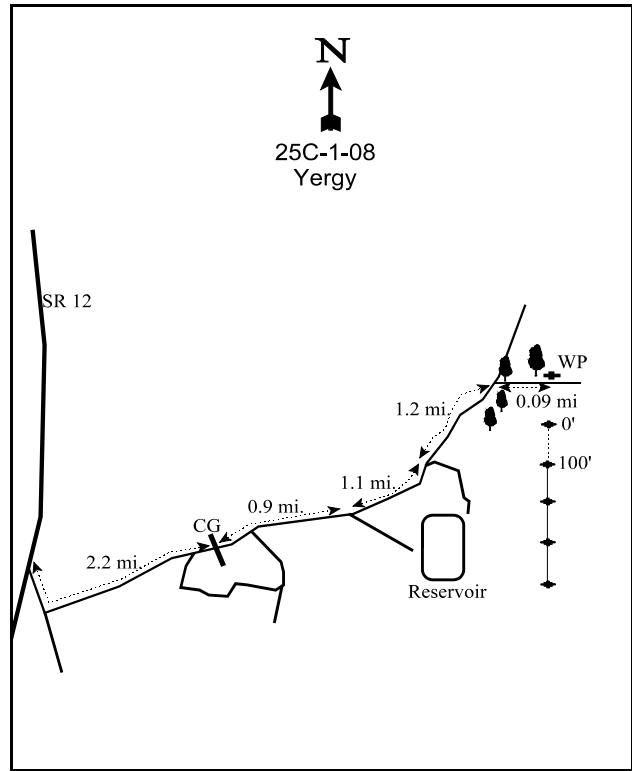 N
25C-1-08
Yergy
SR 12
WP
0.09 mi
1.2 mi.
0'
100'
1.1 mi.
0.9 mi.
CG
2.2 mi.
Reservoir